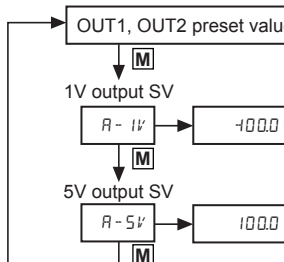 OUT1, OUT2 preset valu
M
1V output SV
A-1V
-100.0
M
5V output SV
A-5V
100.0
M